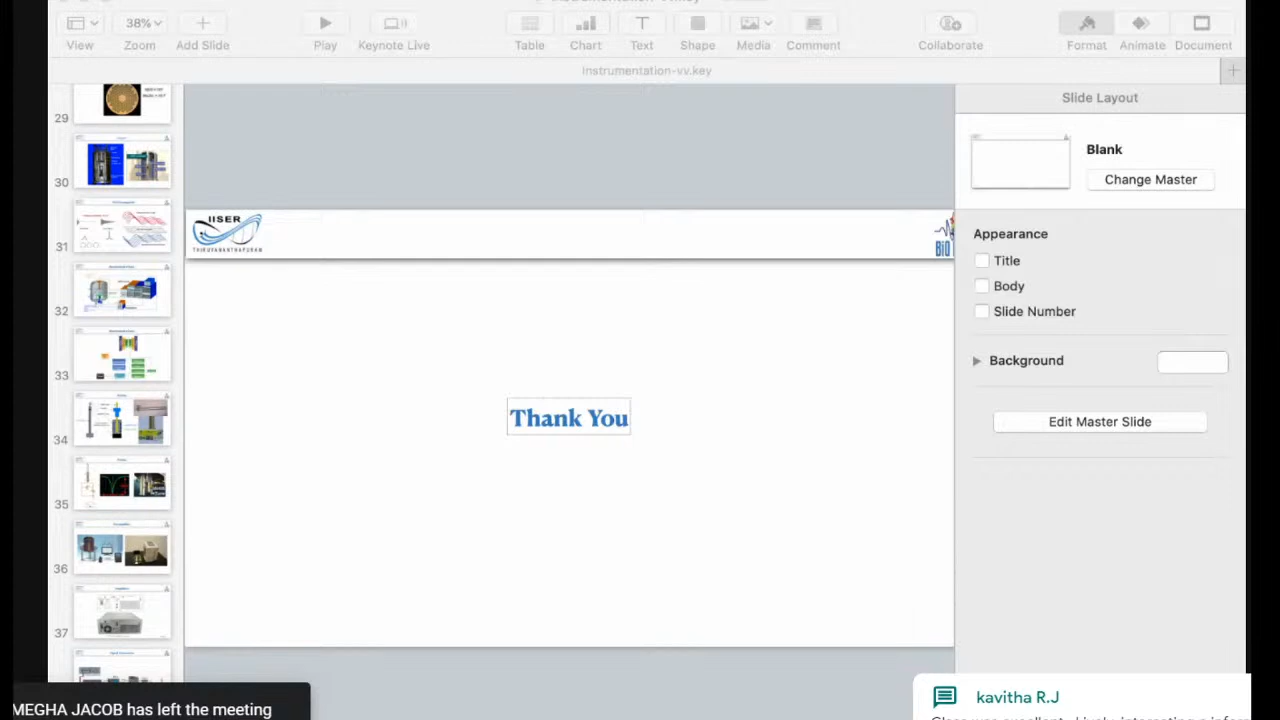 38%
View
Zoom
Add Slide
Play
Keynote Live
Table
Chart
Text
Shape
Media
Comment
Collaborate
Format
Animate
Document
Instrumentation-vv.key
Slide Layout
Blank
Change Master
Appearance
Title
Body
Slide Number
Background
Edit Master Slide
29
30
31
32
33
34
35
36
37
IISER
THIRUVANANTHAPURAM
BIO
Thank You
MEGHA JACOB has left the meeting
kavitha R.J